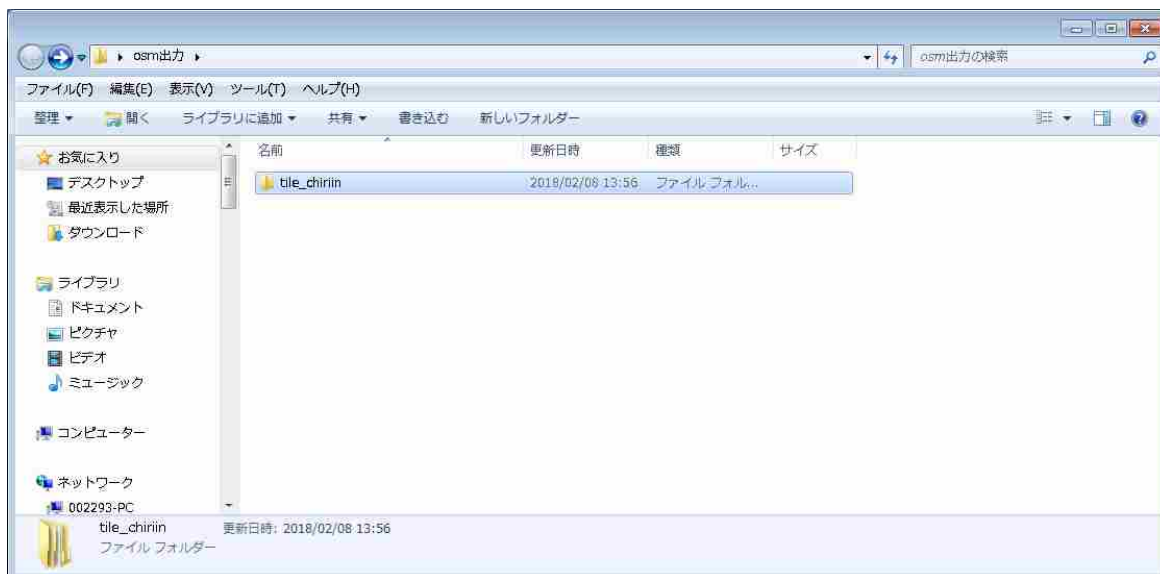 osm出力
osm出力の検索
ファイル(F) 編集(E) 表示(V) ツール(T) ヘルプ(H)
整理 開く ライブラリに追加 共有 書き込む 新しいフォルダー
お気に入り
デスクトップ
最近表示した場所
ダウンロード
ライブラリ
ドキュメント
ピクチャ
ビデオ
ミュージック
コンピューター
ネットワーク
002293-PC
名前 更新日時 種類 サイズ
tile_chiriin 2018/02/08 13:56 ファイル フォル...
tile_chiriin 更新日時: 2018/02/08 13:56
ファイル フォルダー